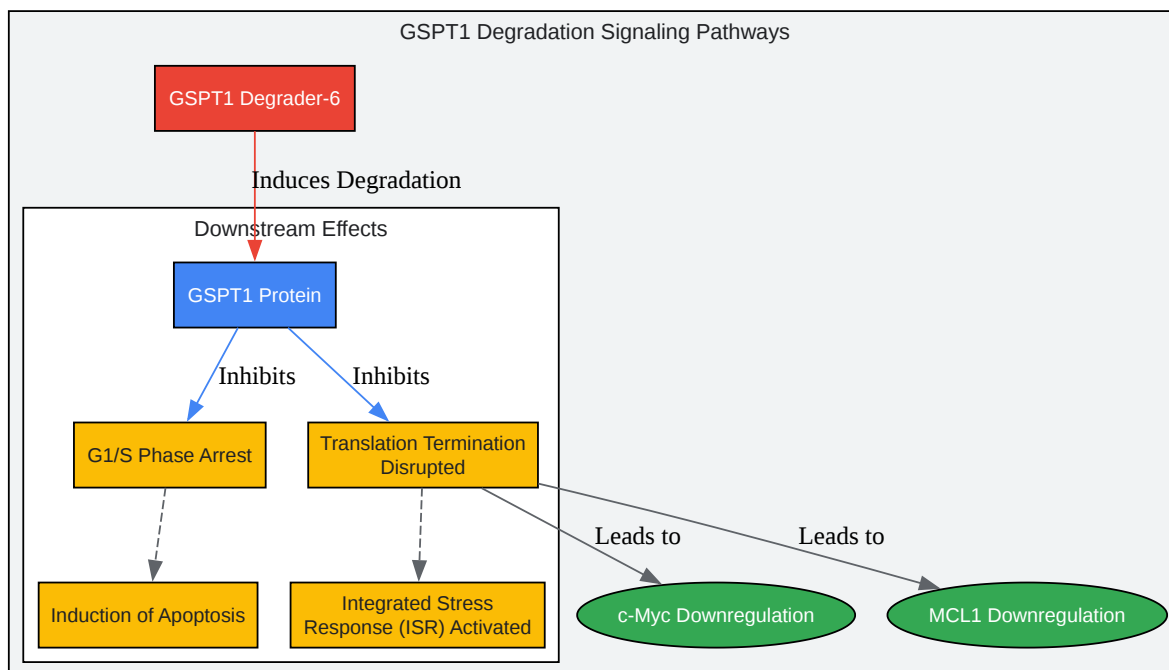 GSPT1 Degradation Signaling Pathways
GSPT1 Degrader-6
Induces Degradation
Downstream Effects
GSPT1 Protein
Inhibits
Inhibits
G1/S Phase Arrest
Translation Termination
Disrupted
Leads to
Leads to
Induction of Apoptosis
Integrated Stress
Response (ISR) Activated
c-Myc Downregulation
MCL1 Downregulation